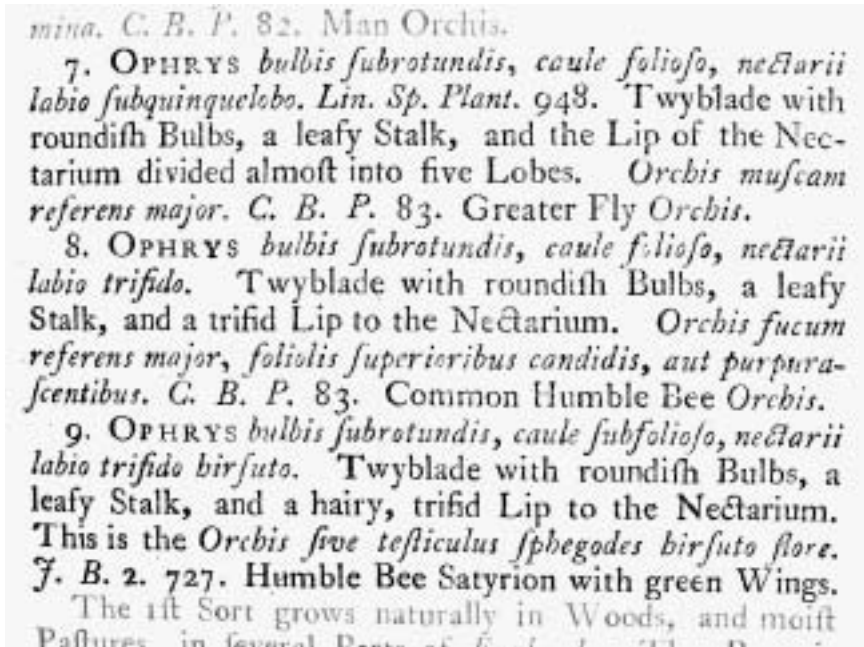 mina. C. B. P. 82. Man Orchis.
7. OPHRYS bulbis ſubrotundis, caule folioſo, nectarii
labio ſubquinquelobo. Lin. Sp. Plant. 948. Twyblade with
roundiſh Bulbs, a leafy Stalk, and the Lip of the Nec-
tarium divided almoſt into five Lobes. Orchis muſcam
referens major. C. B. P. 83. Greater Fly Orchis.
8. OPHRYS bulbis ſubrotundis, caule folioſo, nectarii
labio trifido. Twyblade with roundiſh Bulbs, a leafy
Stalk, and a trifid Lip to the Nectarium. Orchis fucum
referens major, foliolis ſuperioribus candidis, aut purpura-
ſcentibus. C. B. P. 83. Common Humble Bee Orchis.
9. OPHRYS bulbis ſubrotundis, caule ſubfolioſo, nectarii
labio trifido hirſuto. Twyblade with roundiſh Bulbs, a
leafy Stalk, and a hairy, trifid Lip to the Nectarium.
This is the Orchis ſive teſticulus ſphegodes hirſuto flore.
J. B. 2. 727. Humble Bee Satyrion with green Wings.
The 1ſt Sort grows naturally in Woods, and moiſt
Paſtures, in ſeveral Parts of